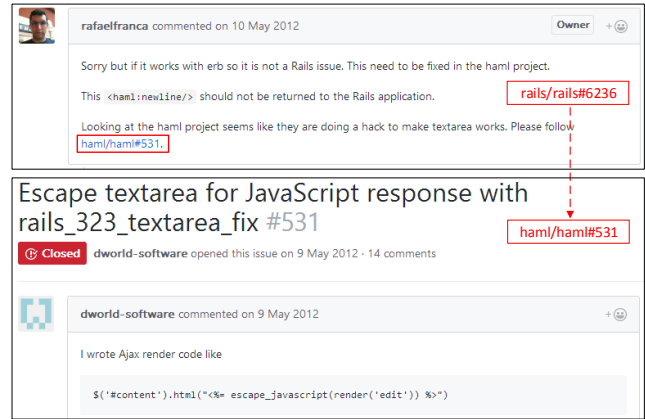 rafaelfranca commented on 10 May 2012
Owner
Sorry but if it works with erb so it is not a Rails issue. This need to be fixed in the haml project.
This <haml:newline/> should not be returned to the Rails application.
rails/rails#6236
Looking at the haml project seems like they are doing a hack to make textarea works. Please follow
haml/haml#531.
Escape textarea for JavaScript response with
rails_323_textarea_fix #531
haml/haml#531
Closed dworld-software opened this issue on 9 May 2012 · 14 comments
dworld-software commented on 9 May 2012
I wrote Ajax render code like
$('#content').html("<%= escape_javascript(render('edit')) %>")